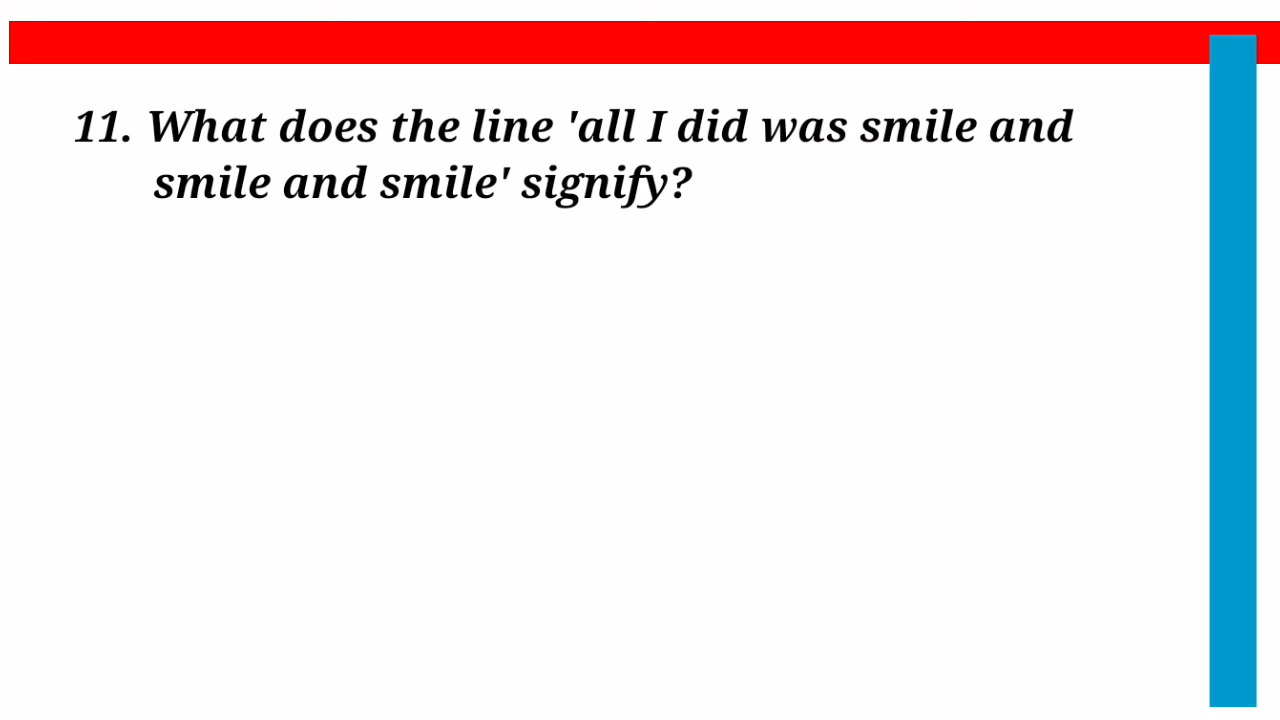 11. What does the line 'all I did was smile and
smile and smile' signify?